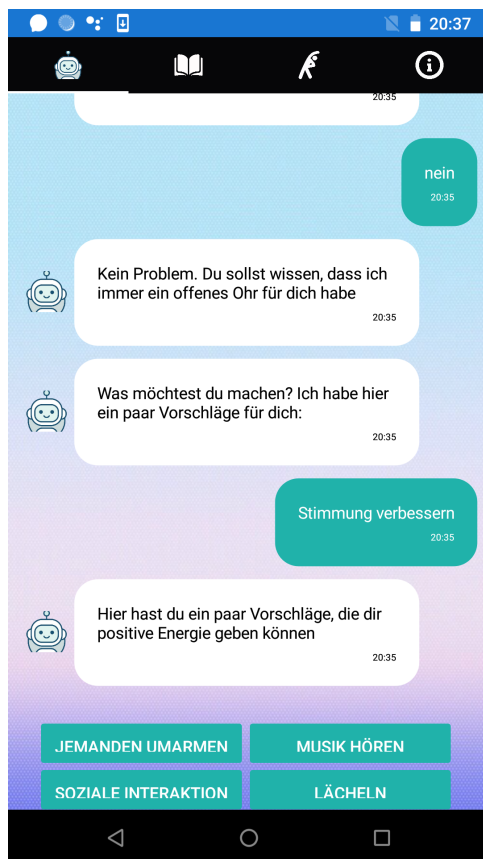 20:37
20:35
nein
20:35
Kein Problem. Du sollst wissen, dass ich
immer ein offenes Ohr für dich habe
20:35
Was möchtest du machen? Ich habe hier
ein paar Vorschläge für dich:
20:35
Stimmung verbessern
20:35
Hier hast du ein paar Vorschläge, die dir
positive Energie geben können
20:35
JEMANDEN UMARMEN MUSIK HÖREN
SOZIALE INTERAKTION LÄCHELN